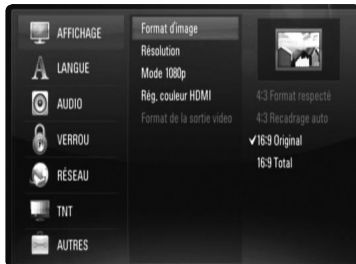 AFFICHAGE
LANGUE
AUDIO
VERROU
RÉSEAU
TNT
AUTRES
Format d'image
Résolution
Mode 1080p
Rég. couleur HDMI
Format de la sortie video
4:3 Format respecté
4:3 Recadrage auto
✓16:9 Original
16:9 Total